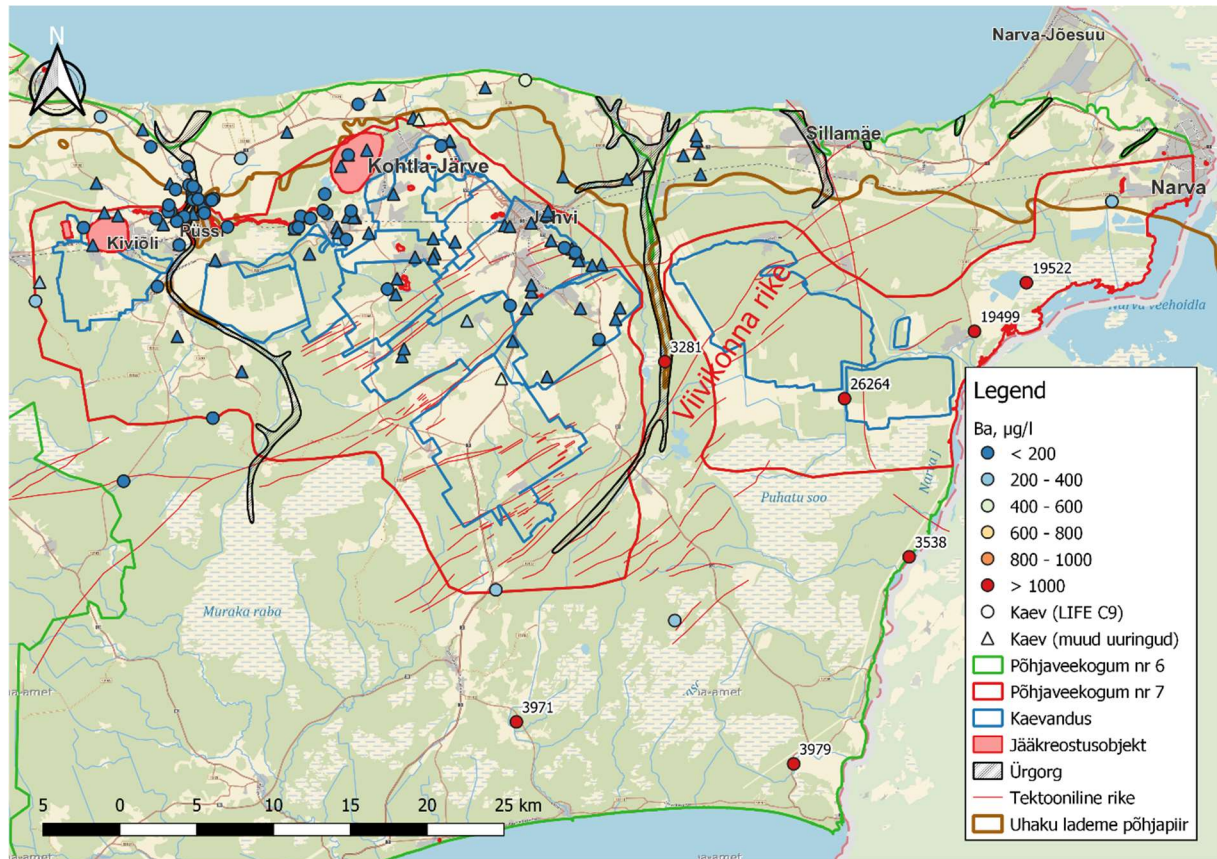 N
Narva-Jõesuu
Sillamäe
Kohtla-Järve
Narva
Jõhvi
Püssi
Kiviõli
19522
Narva veehoidla
19499
3281
Viivikonna rike
26264
Narva j
Puhatu soo
3538
Muraka raba
3971
3979
5 0 5 10 15 20 25 km
Legend
Ba, µg/l
< 200
200 - 400
400 - 600
600 - 800
800 - 1000
> 1000
Kaev (LIFE C9)
Kaev (muud uuringud)
Põhjaveekogum nr 6
Põhjaveekogum nr 7
Kaevandus
Jääkreostusobjekt
Ürgorg
Tektooniline rike
Uhaku lademe põhjapiir